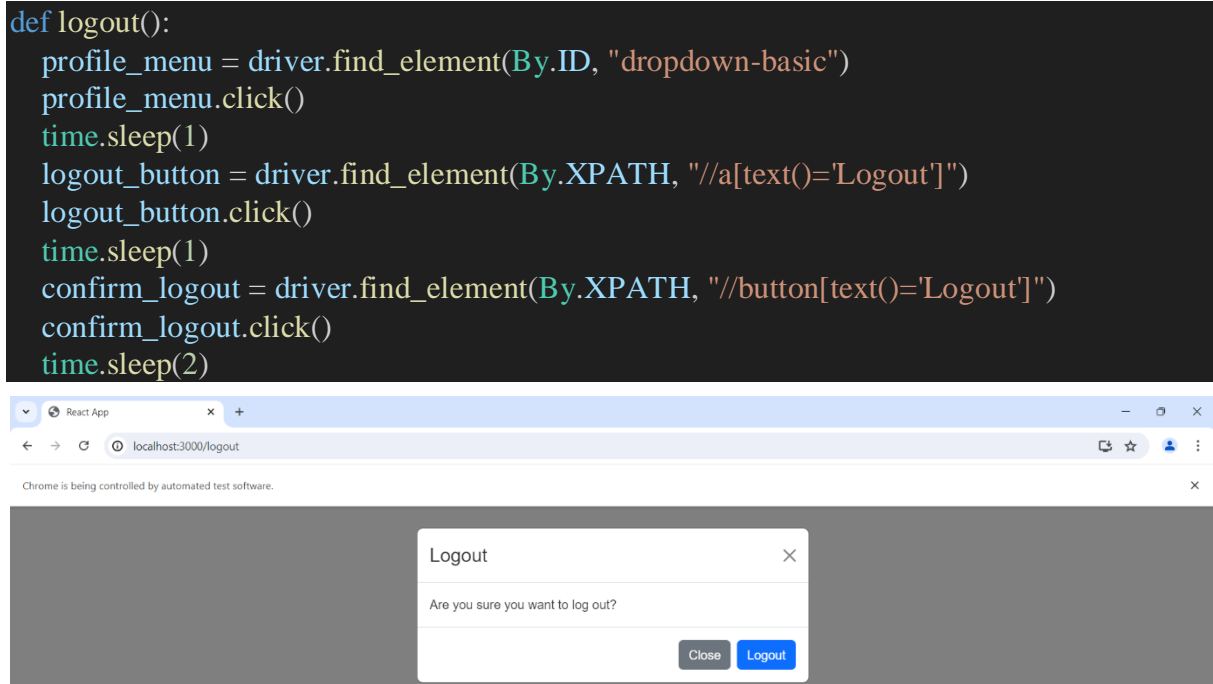 def logout():
profile_menu = driver.find_element(By.ID, "dropdown-basic")
profile_menu.click()
time.sleep(1)
logout_button = driver.find_element(By.XPATH, "//a[text()='Logout']")
logout_button.click()
time.sleep(1)
confirm_logout = driver.find_element(By.XPATH, "//button[text()='Logout']")
confirm_logout.click()
time.sleep(2)
React App
localhost:3000/logout
Chrome is being controlled by automated test software.
Logout
Are you sure you want to log out?
Close Logout